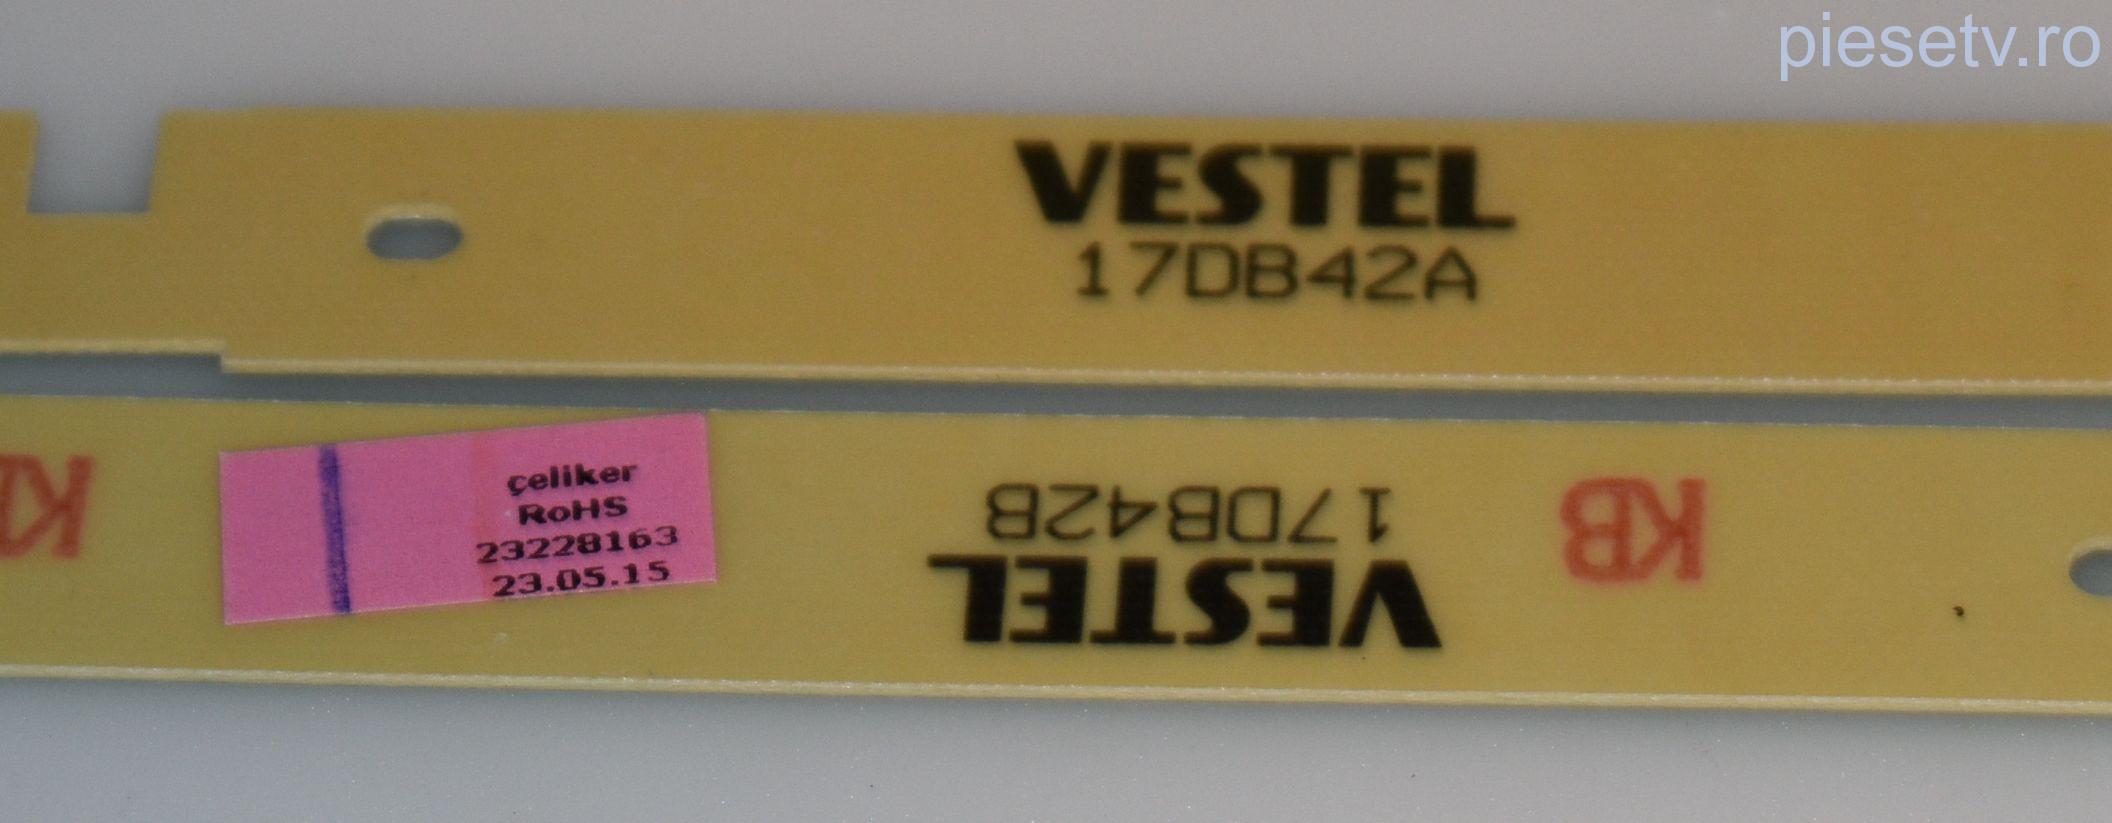 piesetv.ro
VESTEL
17DB42A
çeliker
RoHS
23228163
23.05.15
VESTEL
17DB42B
KB